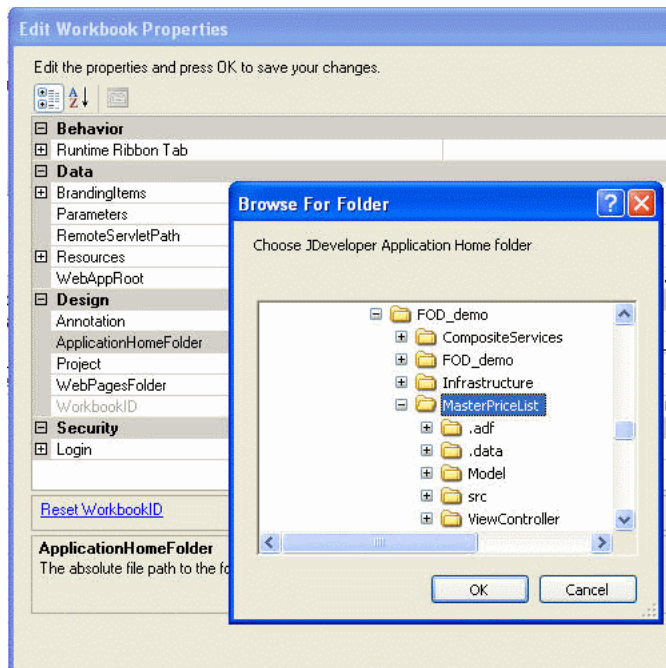 Edit Workbook Properties
Edit the properties and press OK to save your changes.
Behavior
Runtime Ribbon Tab
Data
BrandingItems
Parameters
RemoteServletPath
Resources
WebAppRoot
Design
Annotation
ApplicationHomeFolder
Project
WebPagesFolder
WorkbookID
Security
Login
Reset WorkbookID
ApplicationHomeFolder
The absolute file path to the
Browse For Folder
Choose JDeveloper Application Home folder
FOD_demo
CompositeServices
FOD_demo
Infrastructure
MasterPriceList
.adf
.data
Model
src
ViewController
OK
Cancel